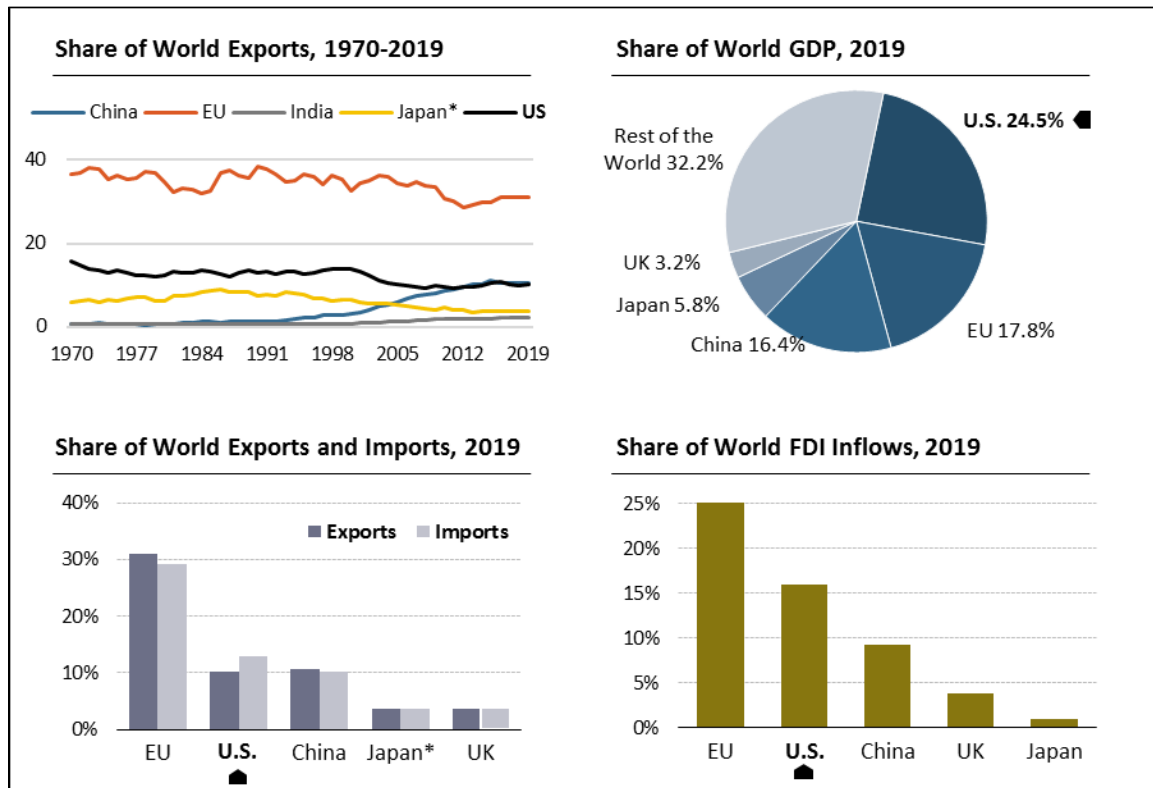 Share of World Exports, 1970-2019
China EU India Japan* US
40
20
0
1970 1977 1984 1991 1998 2005 2012 2019
Share of World GDP, 2019
U.S. 24.5%
Rest of the
World 32.2%
UK 3.2%
Japan 5.8%
China 16.4%
EU 17.8%
Share of World Exports and Imports, 2019
40%
Exports Imports
30%
20%
10%
0%
EU U.S. China Japan* UK
Share of World FDI Inflows, 2019
25%
20%
15%
10%
5%
0%
EU U.S. China UK Japan